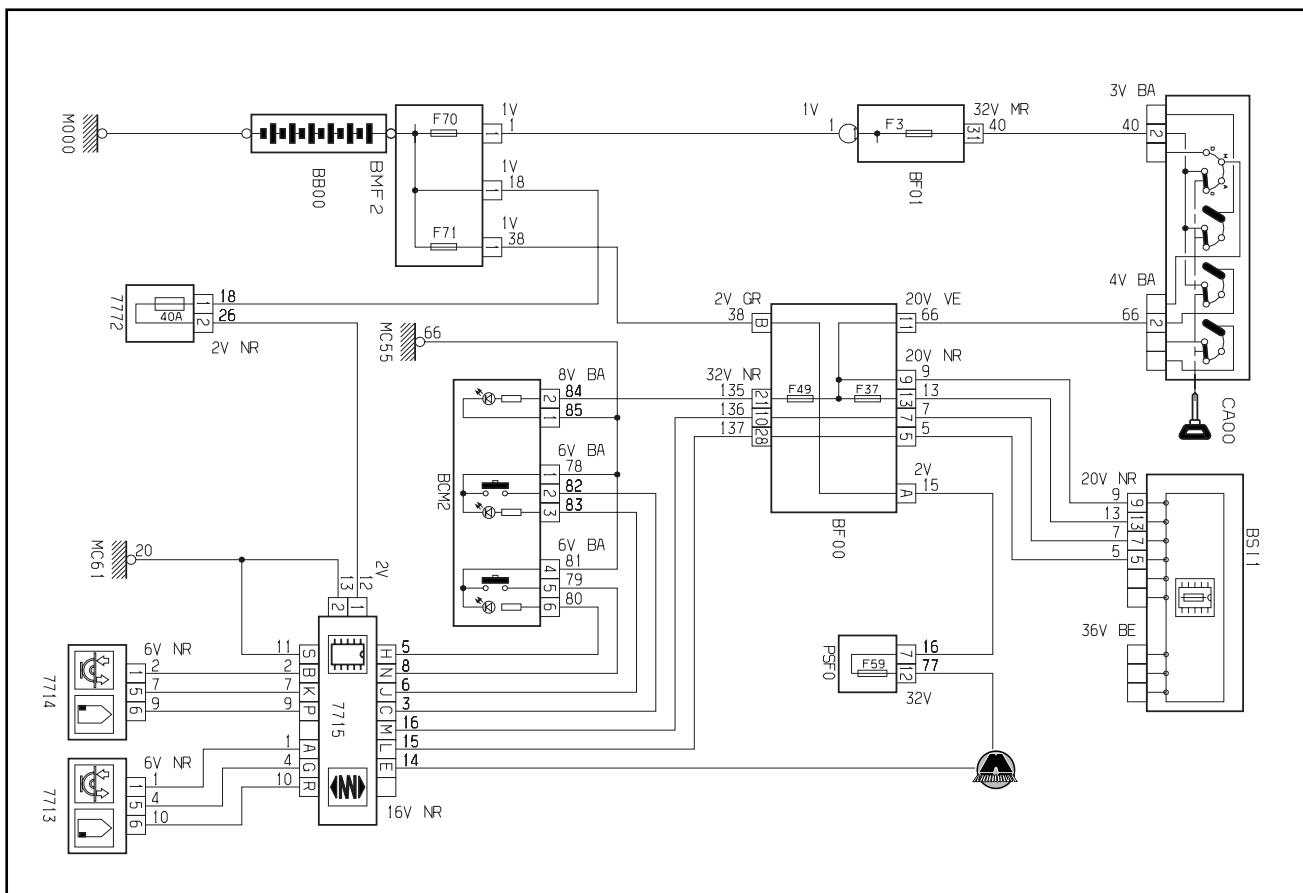 1V
1V
32V MR
3V BA
F70
1
1
1
F3
31
40
40
2
D
M
A
C
M000
BB00
BMF2
1V
1
18
BF01
1V
F71
1
38
4V BA
7772
40A
1
18
2
26
2V NR
MC55
66
2V GR
38
B
20V VE
11
66
66
2
8V BA
20V NR
32V NR
9
9
84
2
135
21
F49
F37
13
13
85
1
136
10
7
7
137
28
5
5
CA00
6V BA
78
1
82
2
83
3
BCM2
2V
A
15
20V NR
9
9
13
13
7
7
5
5
BSI1
BF00
MC61
20
6V BA
81
4
79
5
80
6
2V
13
12
2
1
36V BE
PSF0
7
16
F59
12
77
32V
6V NR
11
S
H
5
1
2
2
B
N
8
5
7
7
K
J
6
6
9
9
P
C
3
7714
7715
M
16
6V NR
1
A
L
15
1
1
4
G
E
14
5
4
10
R
6
10
7713
16V NR